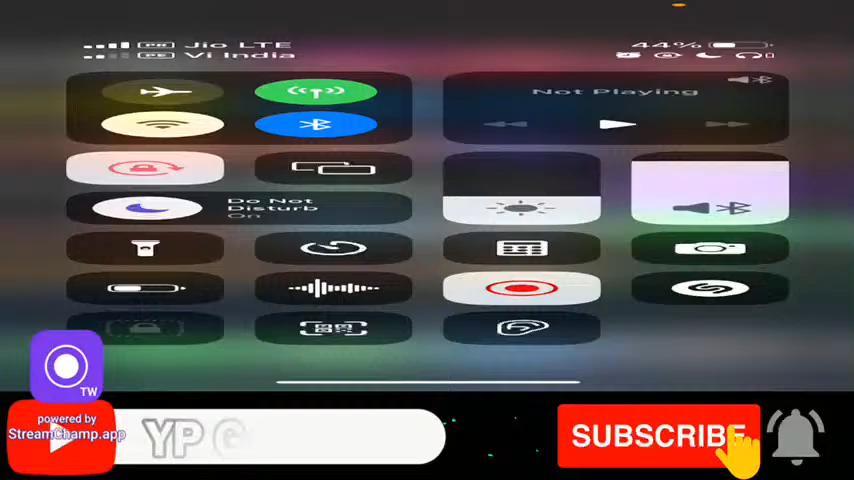 Jio LTE 44%
Vi India
Not Playing
Do Not
Disturb
On
TW
powered by
StreamChamp.app
YP G
SUBSCRIBE